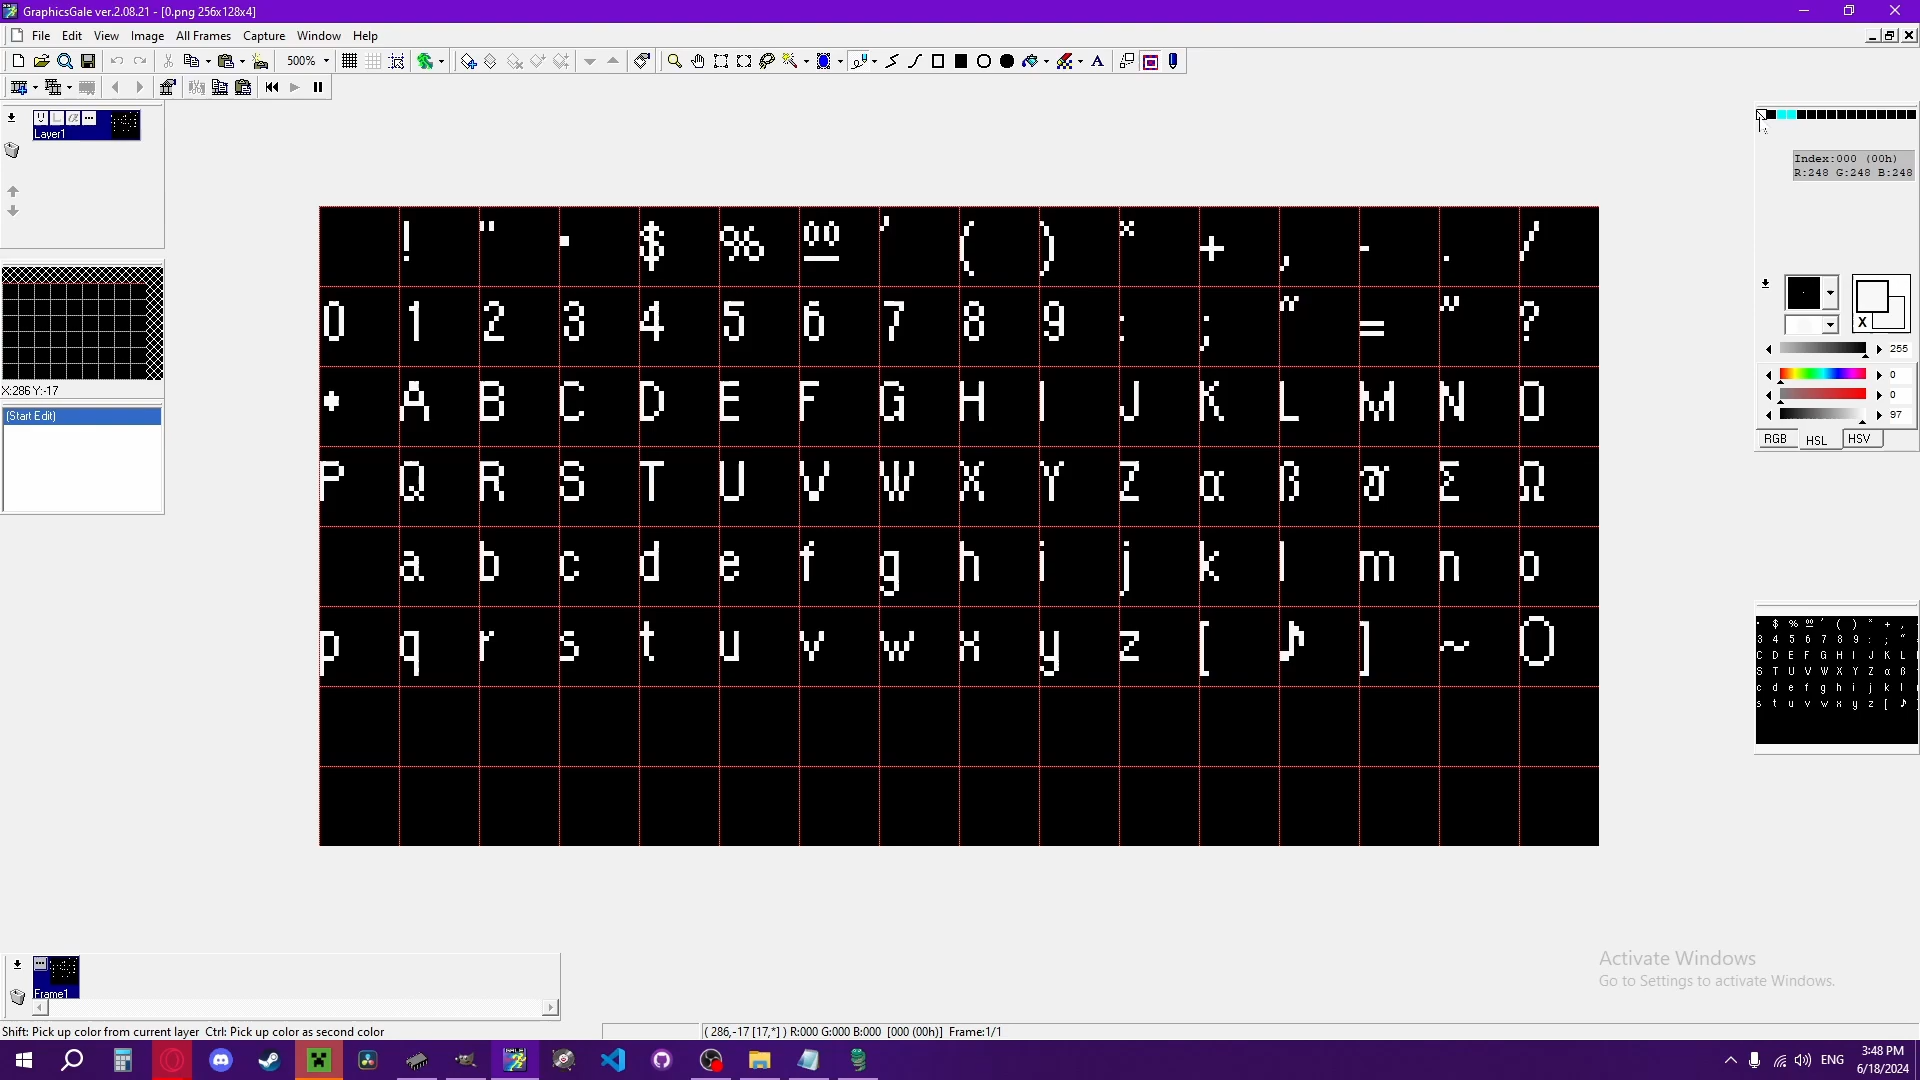 GraphicsGale ver.2.08.21 - [0.png 256x128x4]
File Edit View Image All Frames Capture Window Help
500%
Layer1
Index:000 (00h)
R:248 G:248 B:248
! " · $ % ºº ' ( ) × + , - . /
0 1 2 3 4 5 6 7 8 9 : ; “ = ” ?
A B C D E F G H I J K L M N O
P Q R S T U V W X Y Z α β Σ Ω
a b c d e f g h i j k l m n o
p q r s t u v w x y z [ ♪ ] ~ O
X:286 Y:-17
(Start Edit)
X
255
0
0
97
RGB HSL HSV
Frame1
Activate Windows
Go to Settings to activate Windows.
Shift: Pick up color from current layer Ctrl: Pick up color as second color
( 286,-17 [17,*] ) R:000 G:000 B:000 [000 (00h)] Frame:1/1
ENG
3:48 PM
6/18/2024